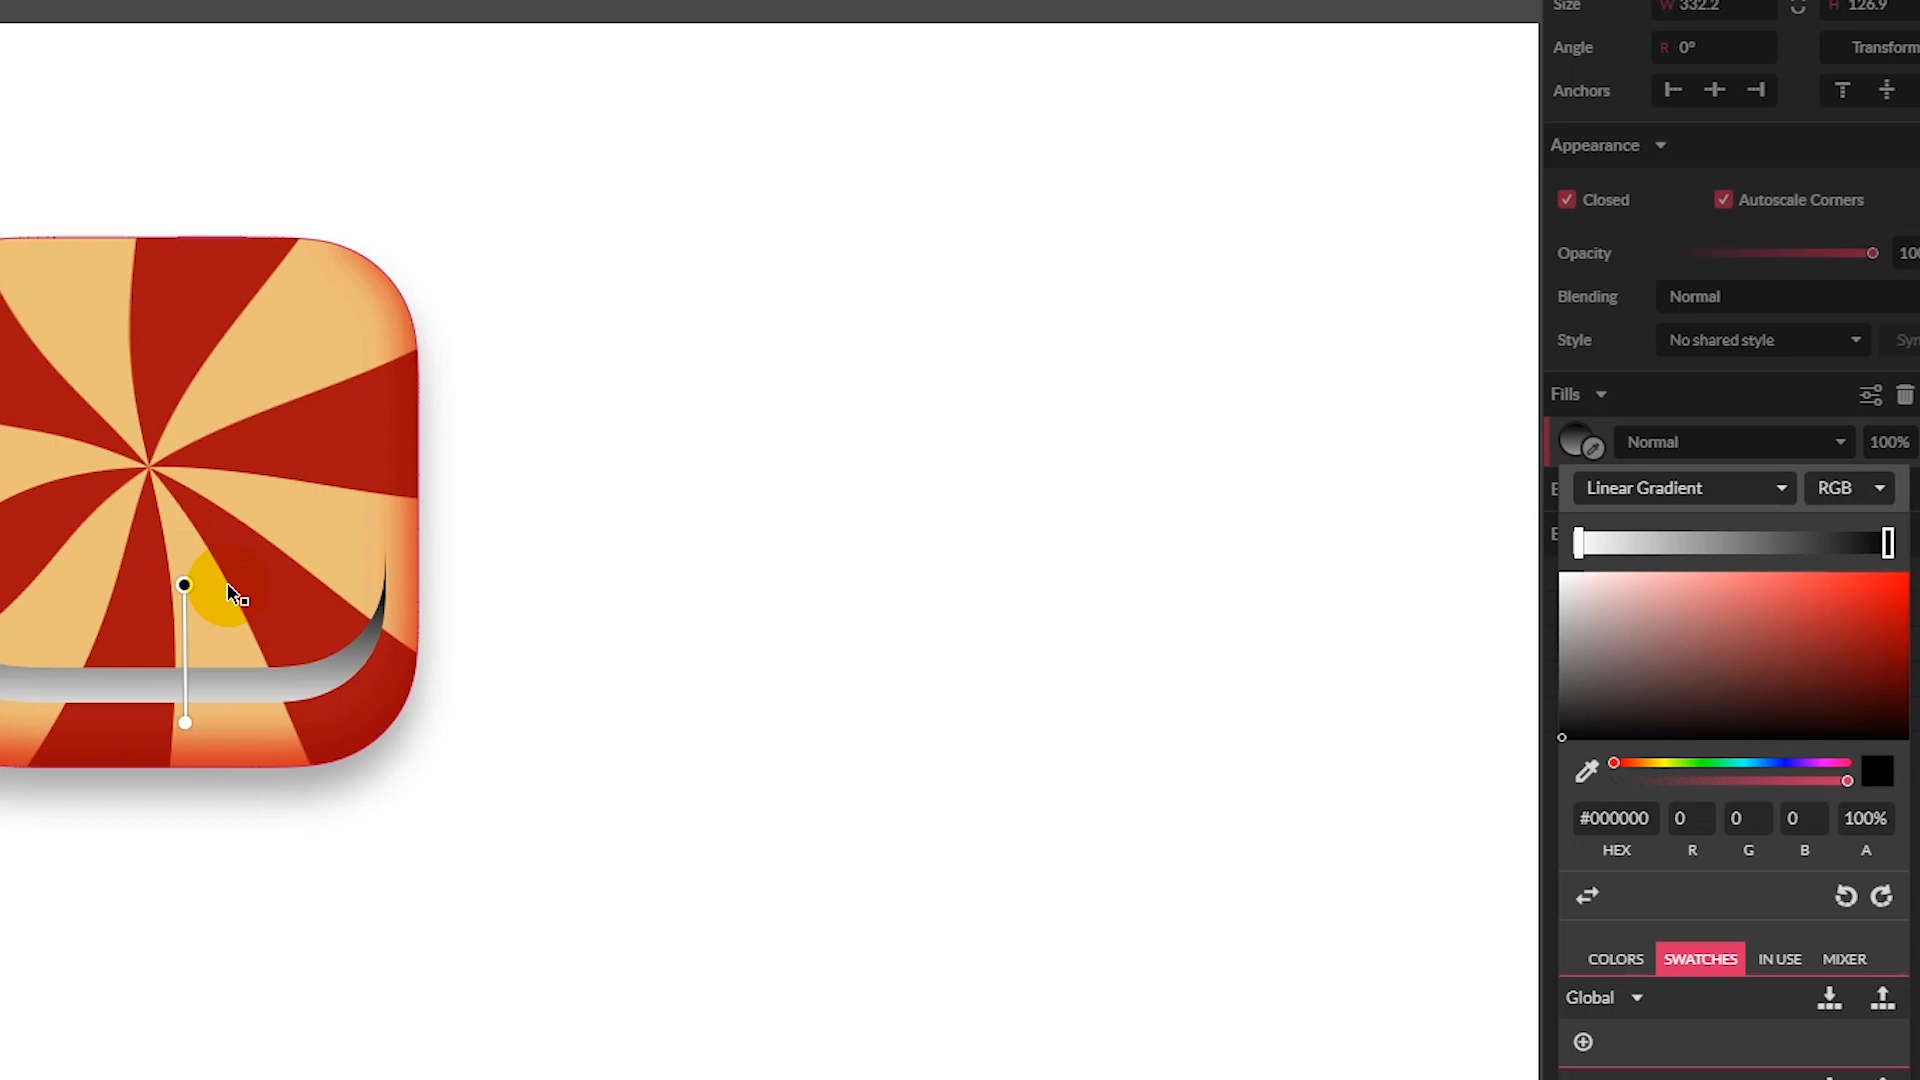 Size W 332.2 H 126.9
Angle R 0° Transform
Anchors
Appearance
Closed Autoscale Corners
Opacity 100
Blending Normal
Style No shared style Syn
Fills
Normal 100%
Linear Gradient RGB
#000000 0 0 0 100%
HEX R G B A
COLORS SWATCHES IN USE MIXER
Global